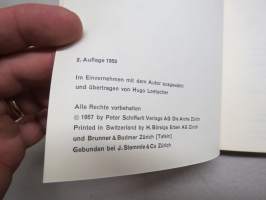 2. Auflage 1959
Im Einvernehmen mit dem Autor ausgewählt
und übertragen von Hugo Loetscher
Alle Rechte vorbehalten
© 1957 by Peter Schifferli Verlags AG Die Arche Zürich
Printed in Switzerland by H. Börsigs Erben AG Zürich
und Brunner & Bodmer Zürich [Tafeln]
Gebunden bei J. Stemmle & Co Zürich